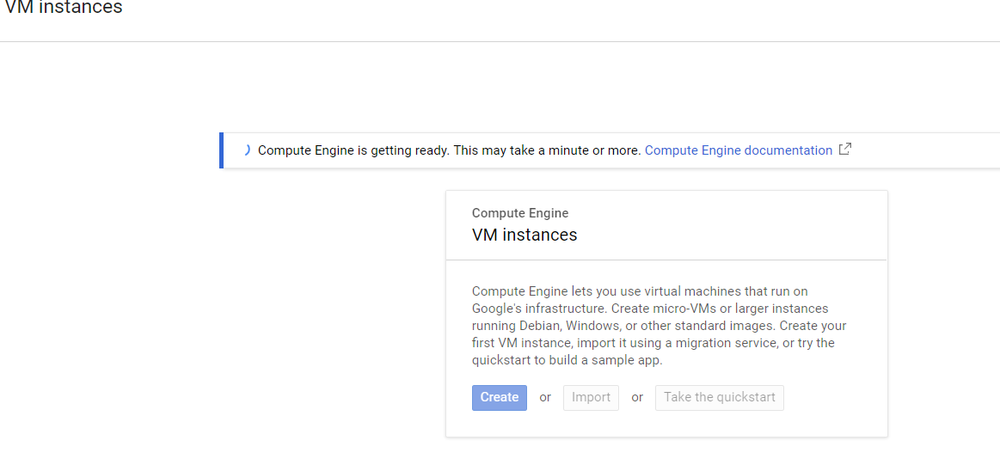 VM instances
Compute Engine is getting ready. This may take a minute or more. Compute Engine documentation
Compute Engine
VM instances
Compute Engine lets you use virtual machines that run on
Google's infrastructure. Create micro-VMs or larger instances
running Debian, Windows, or other standard images. Create your
first VM instance, import it using a migration service, or try the
quickstart to build a sample app.
Create or Import or Take the quickstart